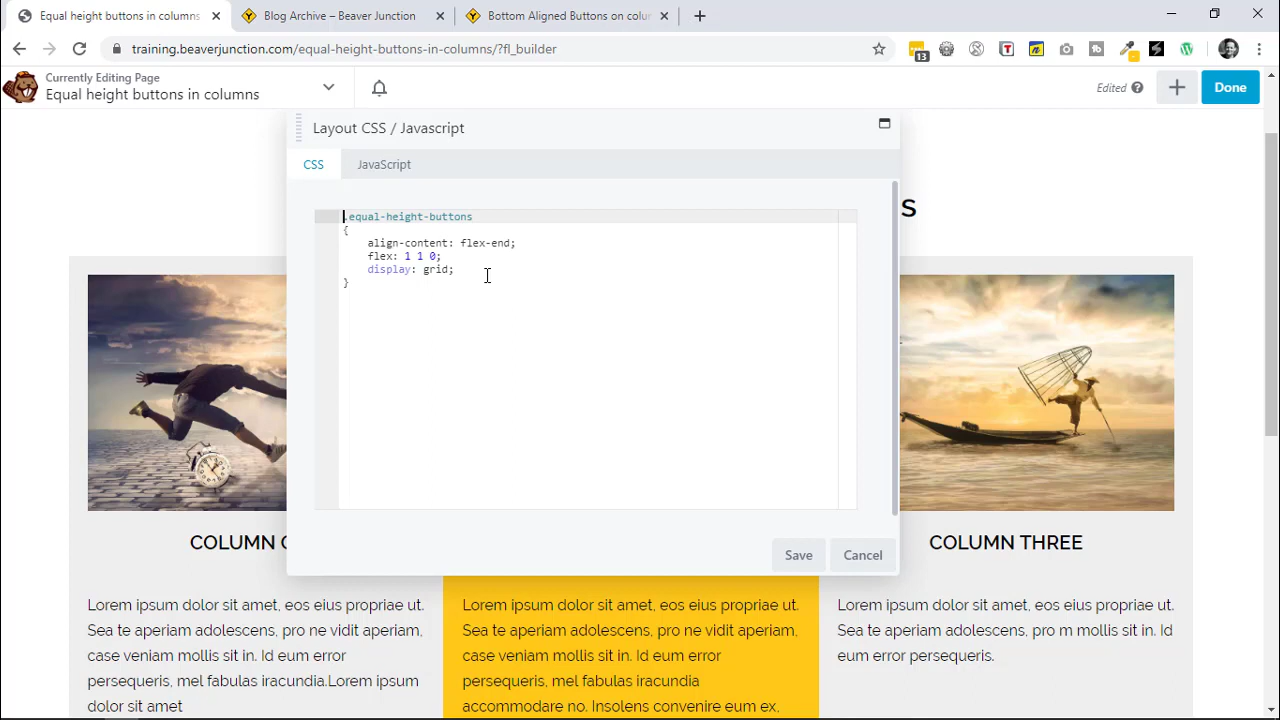 Equal height buttons in columns
Blog Archive – Beaver Junction
Bottom Aligned Buttons on colu
training.beaverjunction.com/equal-height-buttons-in-columns/?fl_builder
13
Currently Editing Page
Equal height buttons in columns
Edited
Done
Layout CSS / Javascript
CSS
JavaScript
S
.equal-height-buttons
{
align-content: flex-end;
flex: 1 1 0;
display: grid;
}
Save
Cancel
COLUMN
COLUMN THREE
Lorem ipsum dolor sit amet, eos eius propriae ut.
Sea te aperiam adolescens, pro ne vidit aperiam,
case veniam mollis sit in. Id eum error
persequeris, mel fabulas iracundia.Lorem ipsum
dolor sit amet
Lorem ipsum dolor sit amet, eos eius propriae ut.
Sea te aperiam adolescens, pro ne vidit aperiam,
case veniam mollis sit in. Id eum error
persequeris, mel fabulas iracundia
accommodare no. Insolens convenire eum ex,
Lorem ipsum dolor sit amet, eos eius propriae ut.
Sea te aperiam adolescens, pro m mollis sit in. Id
eum error persequeris.